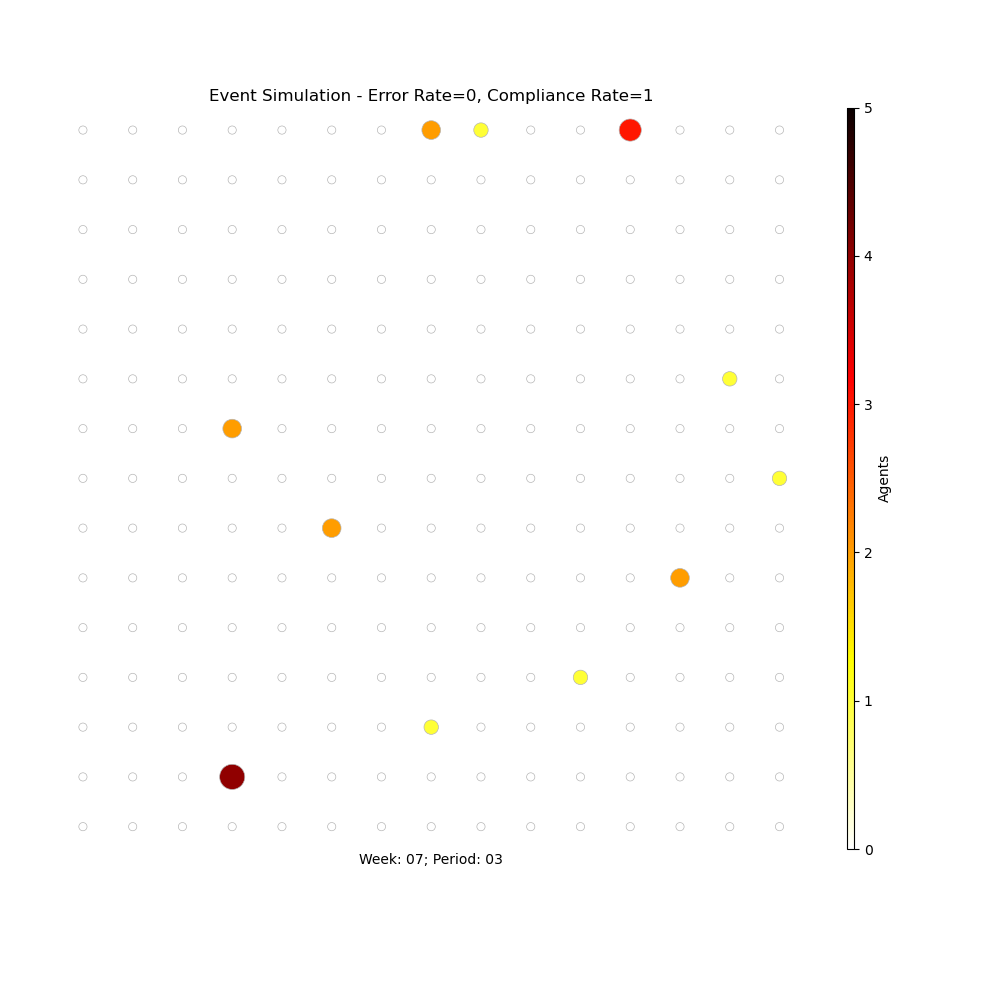 Event Simulation - Error Rate=0, Compliance Rate=1
5
4
3
Agents
2
1
0
Week: 07; Period: 03